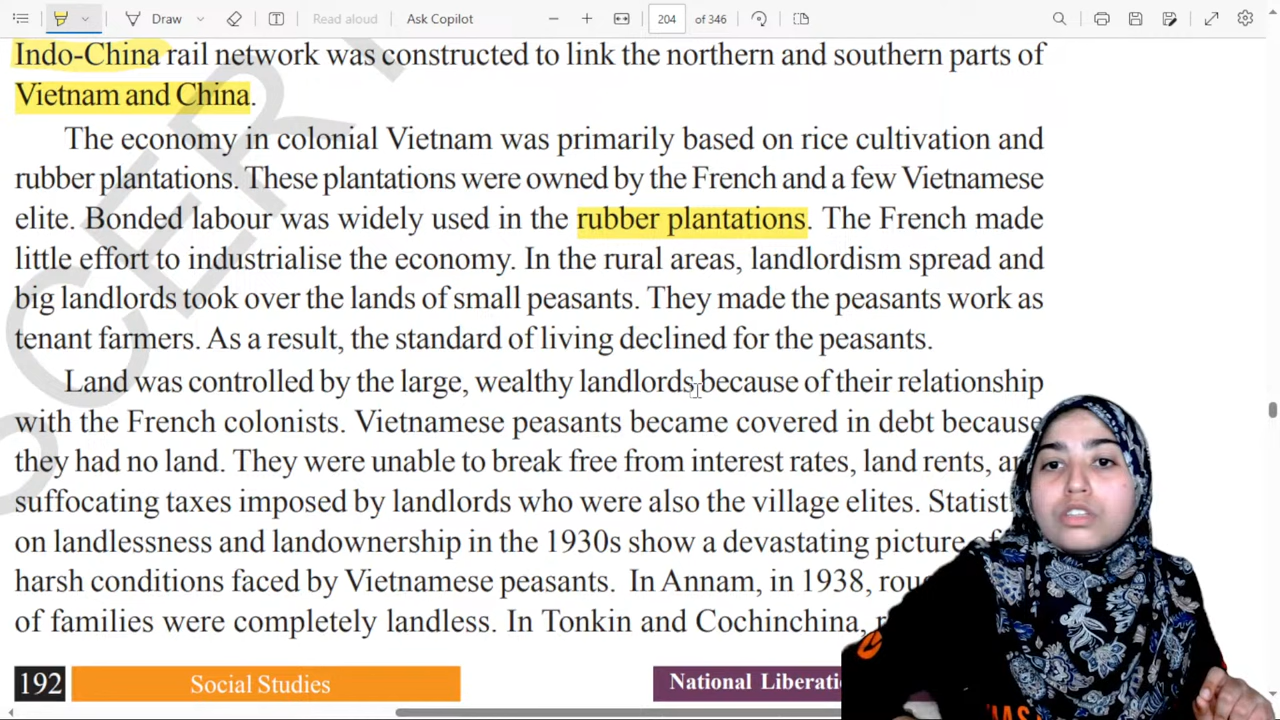 Draw
Read aloud
Ask Copilot
204 of 346
Indo-China rail network was constructed to link the northern and southern parts of
Vietnam and China.
The economy in colonial Vietnam was primarily based on rice cultivation and
rubber plantations. These plantations were owned by the French and a few Vietnamese
elite. Bonded labour was widely used in the rubber plantations. The French made
little effort to industrialise the economy. In the rural areas, landlordism spread and
big landlords took over the lands of small peasants. They made the peasants work as
tenant farmers. As a result, the standard of living declined for the peasants.
Land was controlled by the large, wealthy landlords because of their relationship
with the French colonists. Vietnamese peasants became covered in debt because
they had no land. They were unable to break free from interest rates, land rents,
suffocating taxes imposed by landlords who were also the village elites.
on landlessness and landownership in the 1930s show a devastating picture
harsh conditions faced by Vietnamese peasants. In Annam, in 1938,
of families were completely landless. In Tonkin and Cochinchina,
192
Social Studies
National